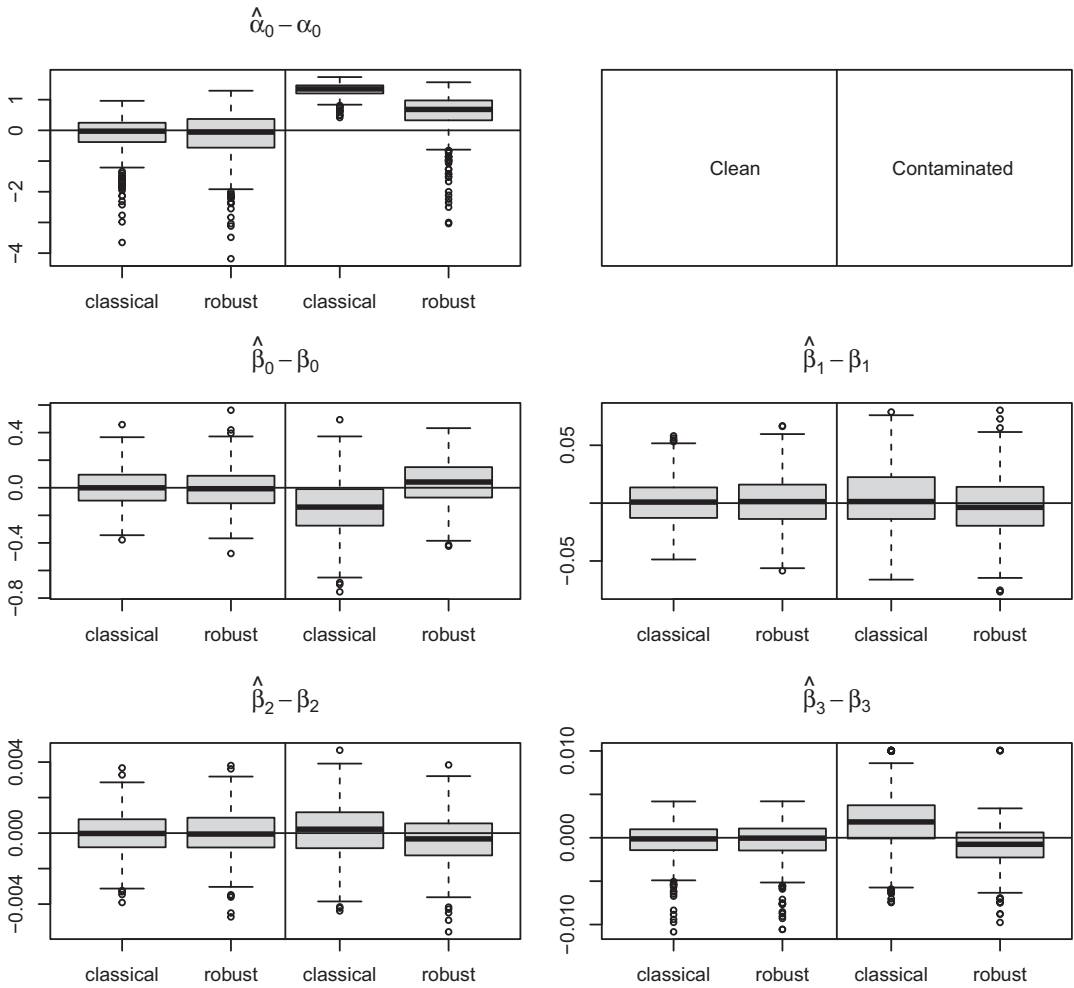 α̂₀ − α₀
1
0
−2
−4
classical robust classical robust
Clean Contaminated
β̂₀ − β₀
0.4
0.0
−0.4
−0.8
classical robust classical robust
β̂₁ − β₁
0.05
−0.05
classical robust classical robust
β̂₂ − β₂
0.004
0.000
−0.004
classical robust classical robust
β̂₃ − β₃
0.010
0.000
−0.010
classical robust classical robust